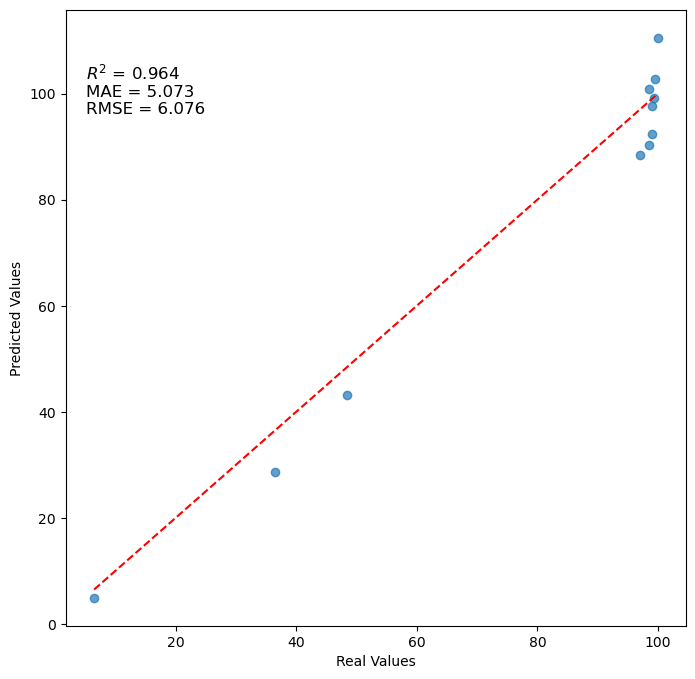 R² = 0.964
MAE = 5.073
RMSE = 6.076
100
80
60
40
20
0
Predicted Values
20 40 60 80 100
Real Values